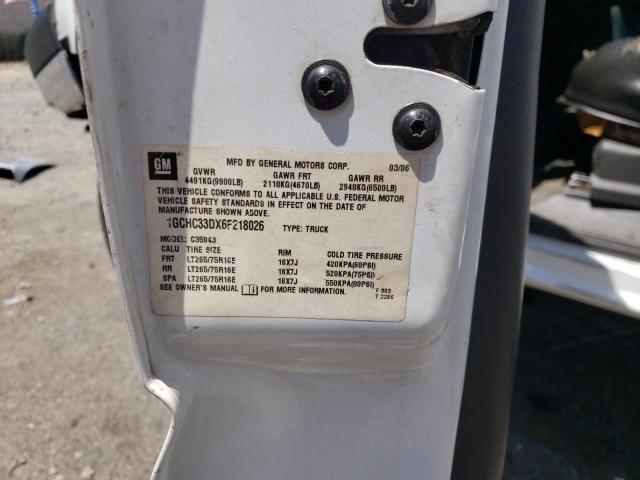 GM
MFD BY GENERAL MOTORS CORP. 03/06
GVWR GAWR FRT GAWR RR
4491KG(9900LB) 2118KG(4670LB) 2948KG(6500LB)
THIS VEHICLE CONFORMS TO ALL APPLICABLE U.S. FEDERAL MOTOR
VEHICLE SAFETY STANDARDS IN EFFECT ON THE DATE OF
MANUFACTURE SHOWN ABOVE.
1GCHC33DX6F218026 TYPE: TRUCK
MODEL: C35943
CALU TIRE SIZE RIM COLD TIRE PRESSURE
FRT LT265/75R16E 16X7J 420KPA(60PSI)
RR LT265/75R16E 16X7J 520KPA(75PSI)
SPA LT265/75R16E 16X7J 550KPA(80PSI)
SEE OWNER'S MANUAL FOR MORE INFORMATION.
T 2266